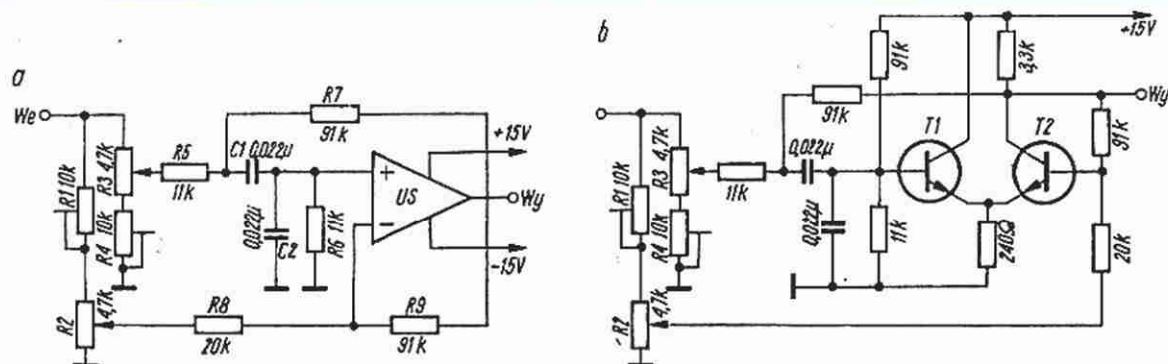 a
We
R7
91k
R5
11k
C1 0,022µ
R3 4,7k
R1 10k
R4 10k
0,022µ
C2
R6 11k
+
−
US
+15V
Wy
−15V
R2 4,7k
R8
20k
R9
91k
b
+15V
91k
3,3k
91k
Wy
0,022µ
T1
T2
91k
R3 4,7k
R1 10k
11k
R4 10k
0,022µ
11k
240Ω
20k
R2 4,7k